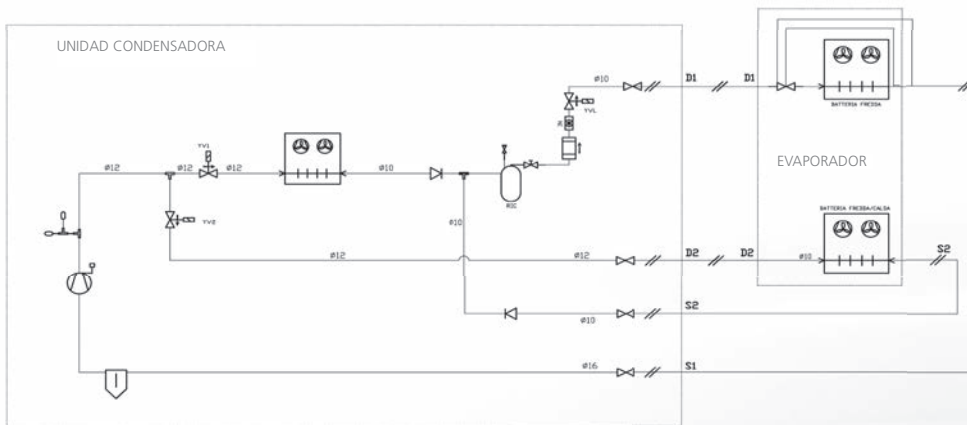 UNIDAD CONDENSADORA
Ø10
D1
D1
YVL
BATTERIA FREDDA
EVAPORADOR
YV1
Ø12
Ø12
Ø12
Ø10
RIC
YV2
Ø10
BATTERIA FREDDA/CALDA
Ø12
Ø12
D2
D2
Ø10
S2
S2
Ø10
Ø16
S1